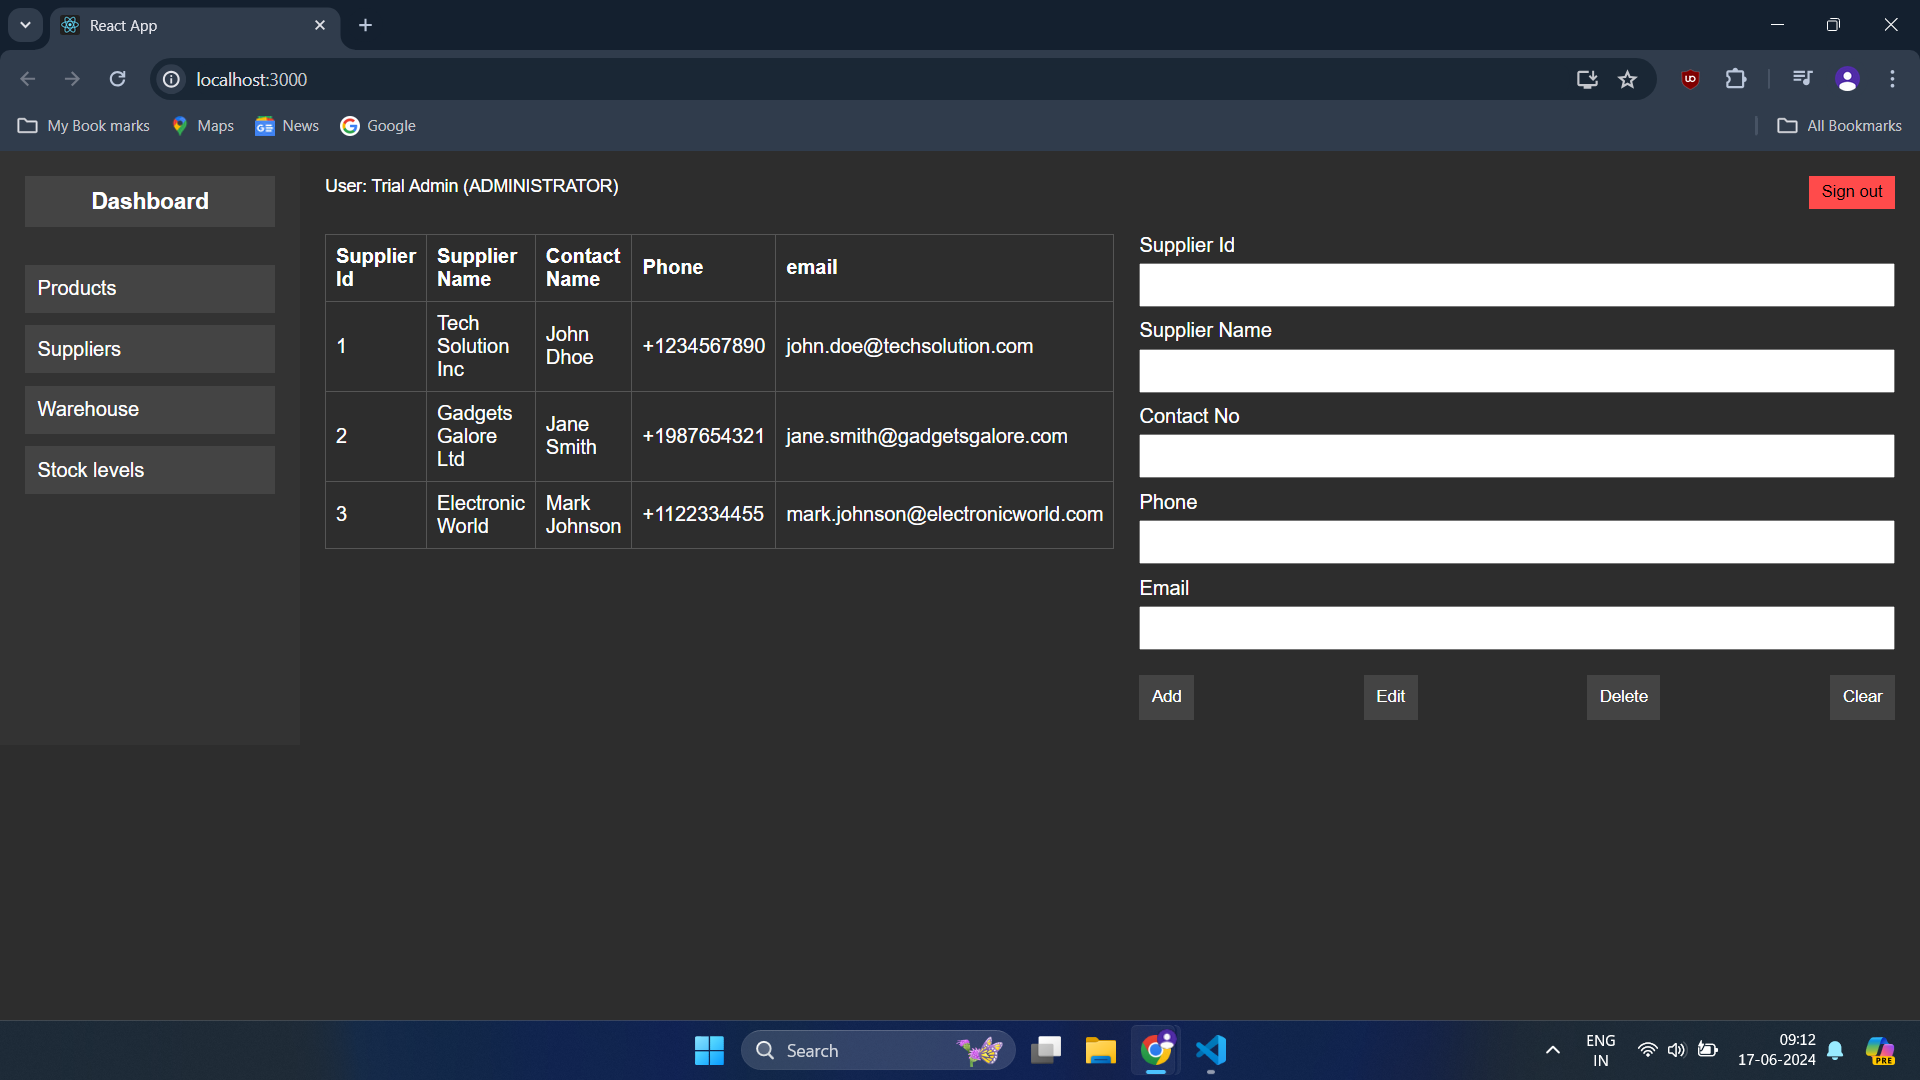 React App
localhost:3000
My Book marks
Maps
News
Google
All Bookmarks
Dashboard
Products
Suppliers
Warehouse
Stock levels
User: Trial Admin (ADMINISTRATOR)
Sign out
Supplier Id
Supplier Name
Contact Name
Phone
email
1
Tech Solution Inc
John Dhoe
+1234567890
john.doe@techsolution.com
2
Gadgets Galore Ltd
Jane Smith
+1987654321
jane.smith@gadgetsgalore.com
3
Electronic World
Mark Johnson
+1122334455
mark.johnson@electronicworld.com
Supplier Id
Supplier Name
Contact No
Phone
Email
Add
Edit
Delete
Clear
Search
ENG
IN
09:12
17-06-2024
PRE